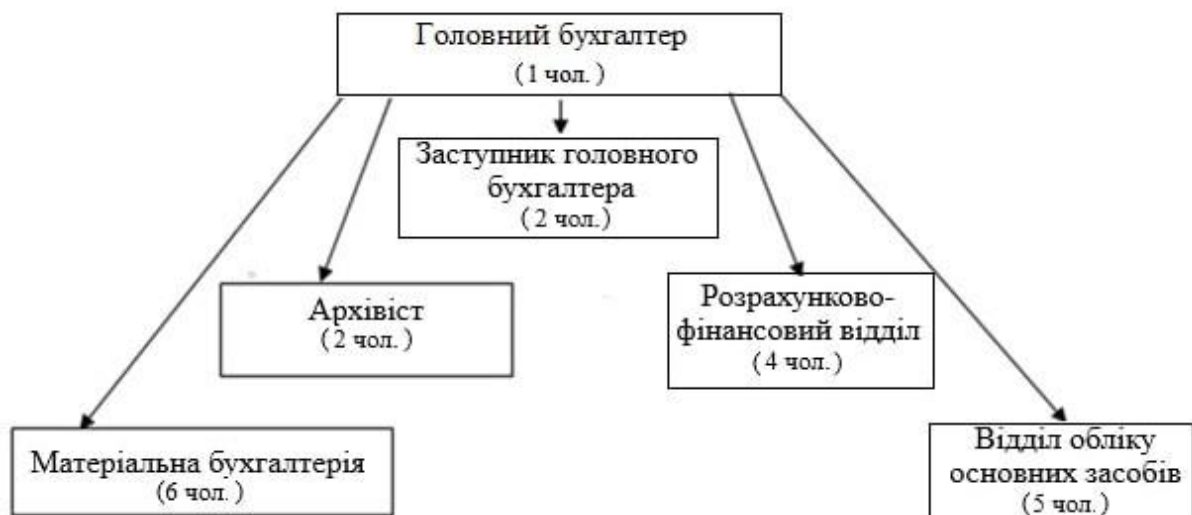 Головний бухгалтер
(1 чол.)
Заступник головного
бухгалтера
(2 чол.)
Архівіст
(2 чол.)
Розрахунково-
фінансовий відділ
(4 чол.)
Матеріальна бухгалтерія
(6 чол.)
Відділ обліку
основних засобів
(5 чол.)